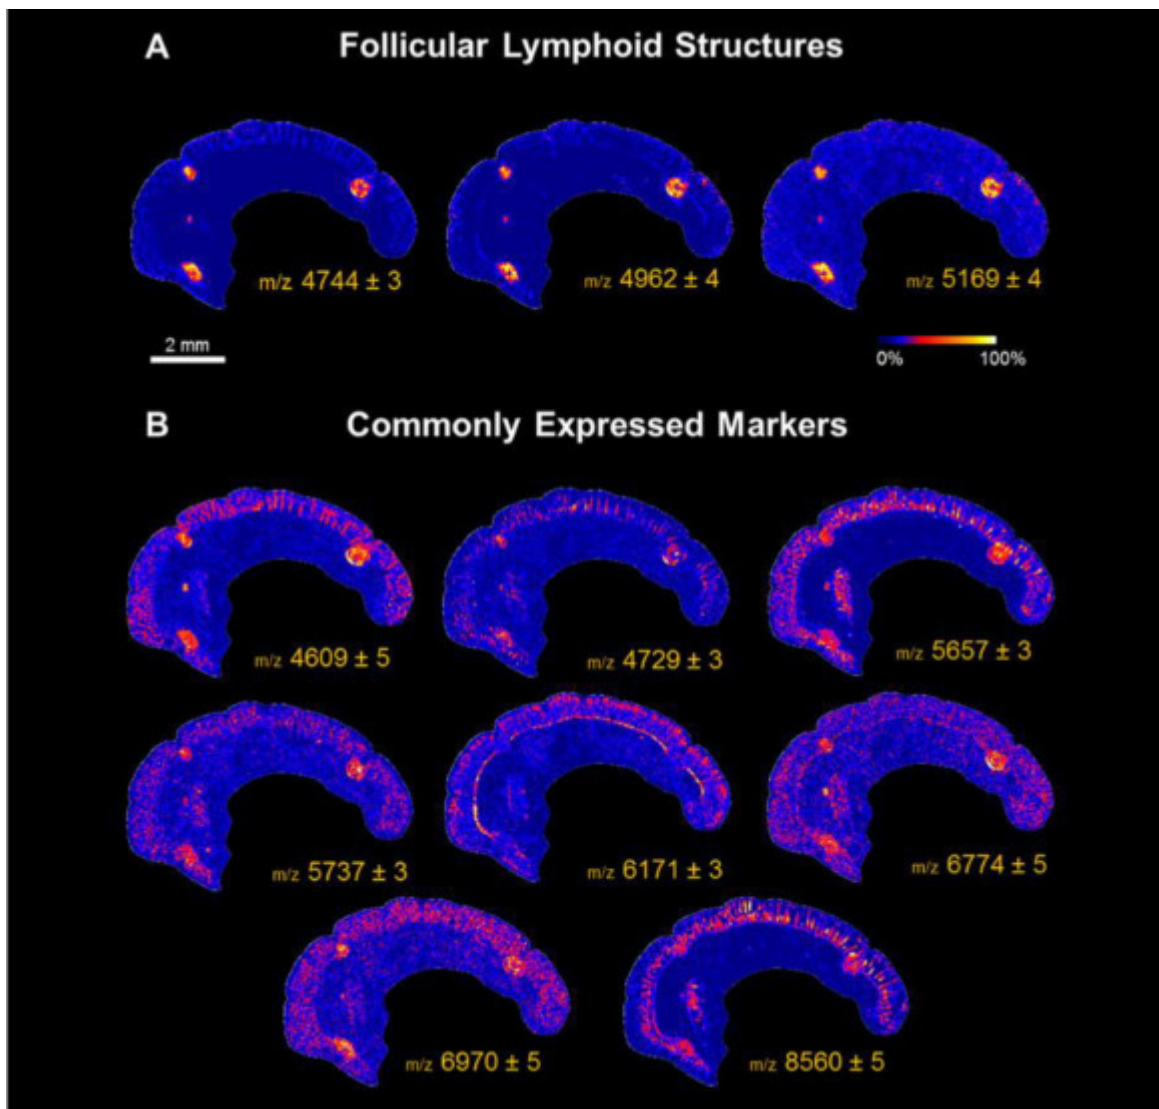 A Follicular Lymphoid Structures
m/z 4744 ± 3
m/z 4962 ± 4
m/z 5169 ± 4
2 mm
0% 100%
B Commonly Expressed Markers
m/z 4609 ± 5
m/z 4729 ± 3
m/z 5657 ± 3
m/z 5737 ± 3
m/z 6171 ± 3
m/z 6774 ± 5
m/z 6970 ± 5
m/z 8560 ± 5